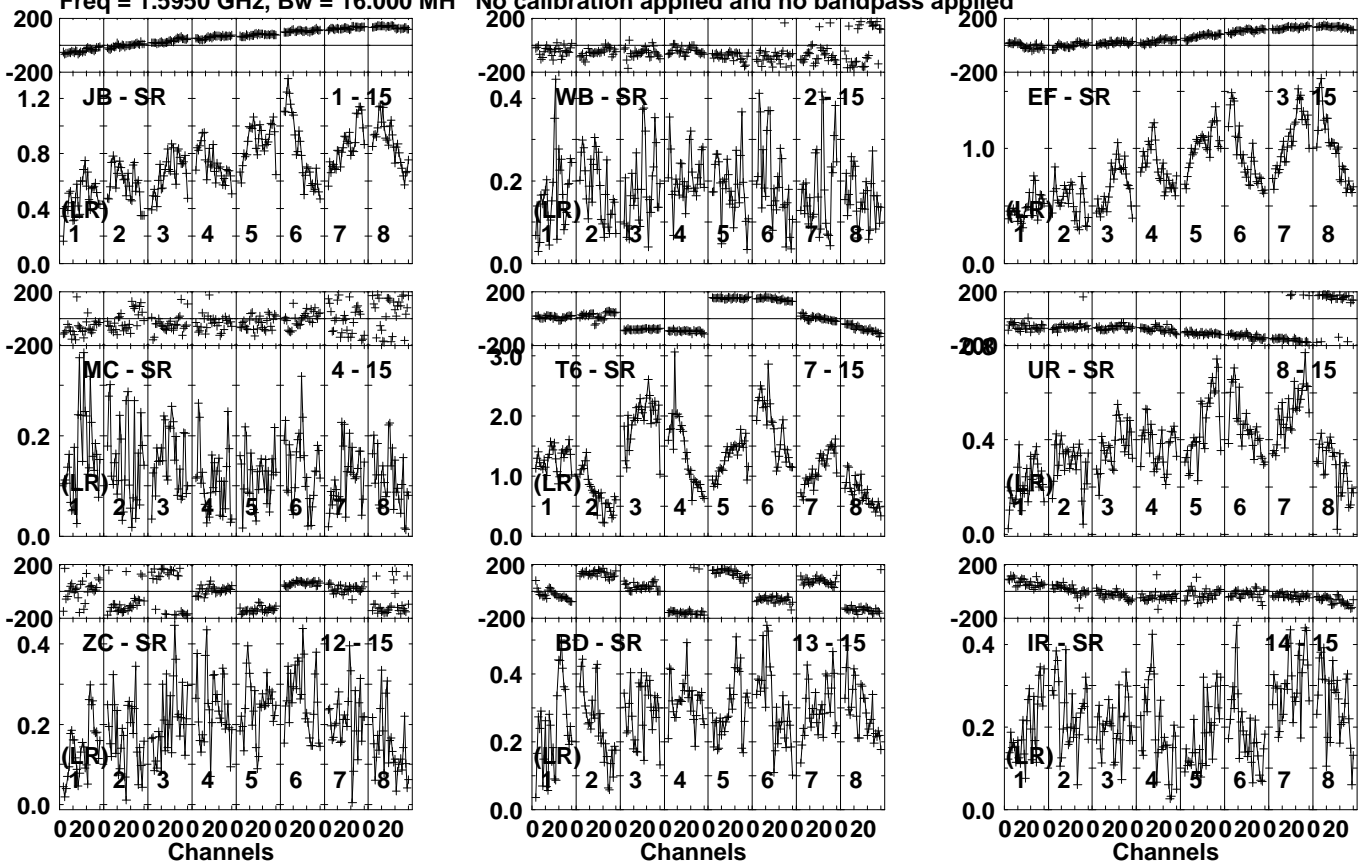 Freq = 1.5950 GHz, Bw = 16.000 MH No calibration applied and no bandpass applied
200 200 200
-200 -200 -200
JB - SR 1 - 15 WB - SR 2 - 15 EF - SR 3 - 15
1.2 0.4
0.8 0.2 1.0
0.4
(LR) (LR) (LR)
1 2 3 4 5 6 7 8 1 2 3 4 5 6 7 8 1 2 3 4 5 6 7 8
0.0 0.0 0.0
200 200 200
-200 -200 -200
3.0 0.8
MC - SR 4 - 15 T6 - SR 7 - 15 UR - SR 8 - 15
0.2 2.0 0.4
1.0
(LR) (LR) (LR)
1 2 3 4 5 6 7 8 1 2 3 4 5 6 7 8 1 2 3 4 5 6 7 8
0.0 0.0 0.0
200 200 200
-200 -200 -200
ZC - SR 12 - 15 BD - SR 13 - 15 IR - SR 14 - 15
0.4 0.4 0.4
0.2 0.2 0.2
(LR) (LR) (LR)
1 2 3 4 5 6 7 8 1 2 3 4 5 6 7 8 1 2 3 4 5 6 7 8
0.0 0.0 0.0
0 20 0 20 0 20 0 20 0 20 0 20 0 20 0 20 0 20 0 20 0 20 0 20 0 20 0 20 0 20 0 20 0 20 0 20 0 20 0 20 0 20 0 20 0 20 0 20
Channels Channels Channels